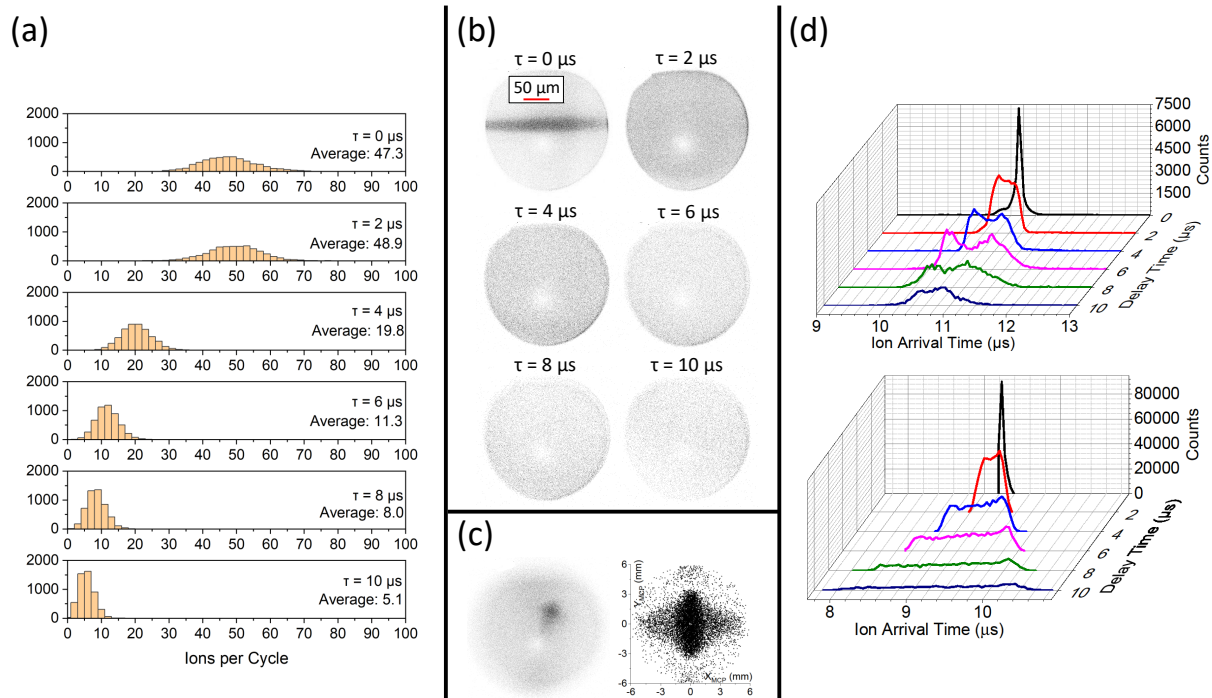 (a)
2000
1000
0
τ = 0 µs
Average: 47.3
0 10 20 30 40 50 60 70 80 90 100
2000
1000
0
τ = 2 µs
Average: 48.9
0 10 20 30 40 50 60 70 80 90 100
2000
1000
0
τ = 4 µs
Average: 19.8
0 10 20 30 40 50 60 70 80 90 100
2000
1000
0
τ = 6 µs
Average: 11.3
0 10 20 30 40 50 60 70 80 90 100
2000
1000
0
τ = 8 µs
Average: 8.0
0 10 20 30 40 50 60 70 80 90 100
2000
1000
0
τ = 10 µs
Average: 5.1
0 10 20 30 40 50 60 70 80 90 100
Ions per Cycle
(b)
τ = 0 µs τ = 2 µs
50 µm
τ = 4 µs τ = 6 µs
τ = 8 µs τ = 10 µs
(c)
6
3
0
-3
-6
Y_MCP (mm)
X_MCP (mm)
-6 -3 0 3 6
(d)
7500
6000
4500
3000
1500
0
Counts
0
2
4
6
8
10
Delay Time (µs)
9 10 11 12 13
Ion Arrival Time (µs)
80000
60000
40000
20000
0
Counts
2
4
6
8
10
Delay Time (µs)
8 9 10
Ion Arrival Time (µs)